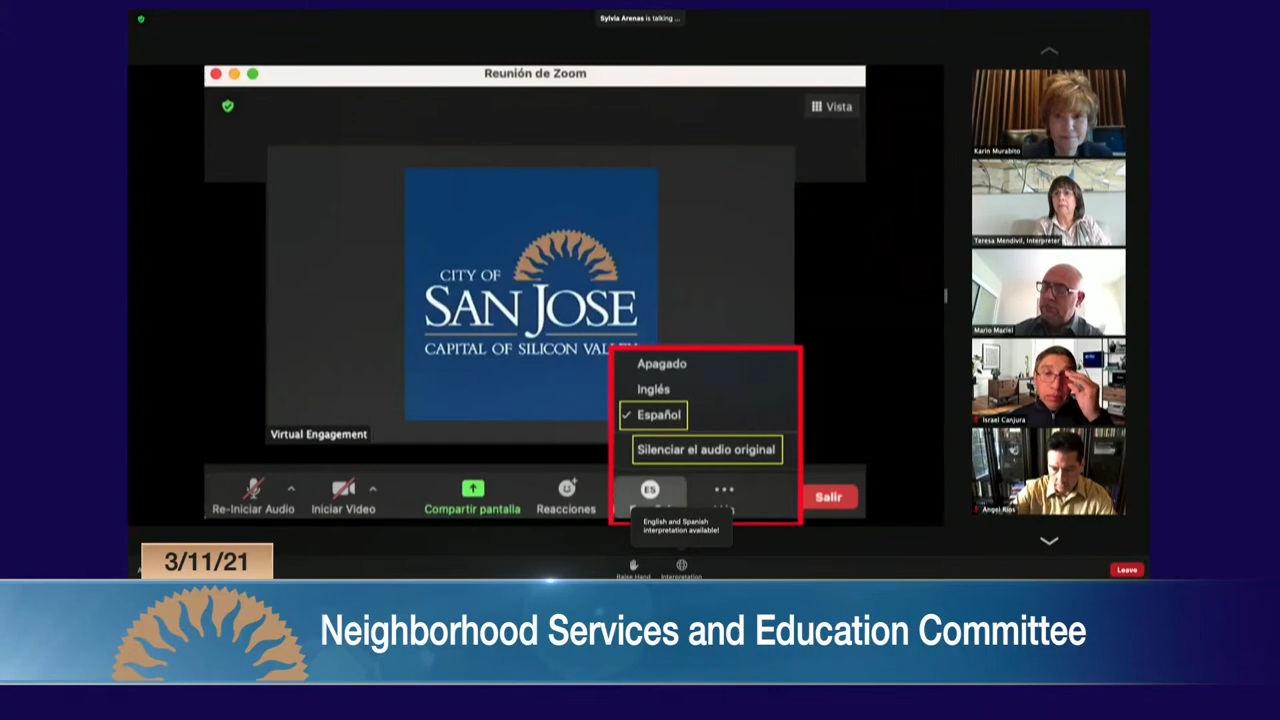 Sylvia Arenas is talking ...
Reunión de Zoom
Vista
CITY OF
SAN JOSE
CAPITAL OF SILICON VALLEY
Virtual Engagement
Apagado
Inglés
✓ Español
Silenciar el audio original
Re-Iniciar Audio
Iniciar Video
Compartir pantalla
Reacciones
ES
Salir
English and Spanish
interpretation available!
Raise Hand
Interpretation
Leave
Karin Murabito
Teresa Mendivil, Interpreter
Mario Maciel
Israel Canjura
Angel Rios
3/11/21
Neighborhood Services and Education Committee